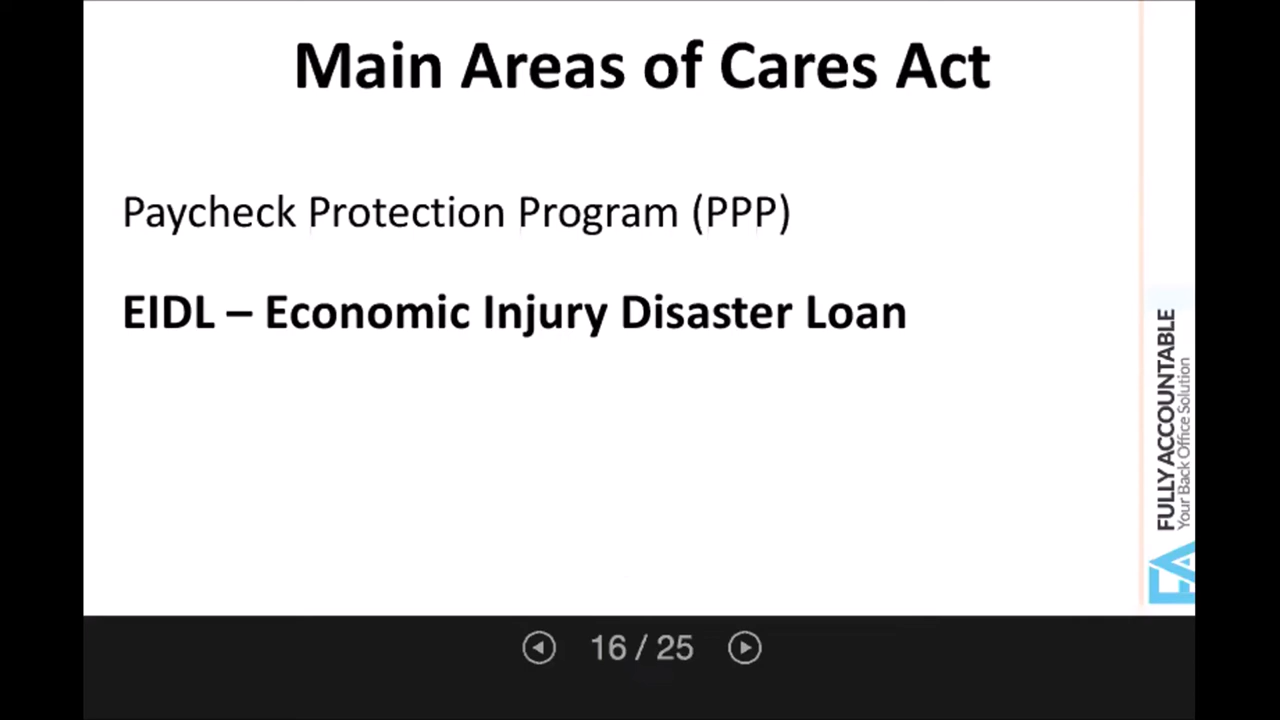 Main Areas of Cares Act
Paycheck Protection Program (PPP)
EIDL – Economic Injury Disaster Loan
FULLY ACCOUNTABLE
Your Back Office Solution
FA
16 / 25